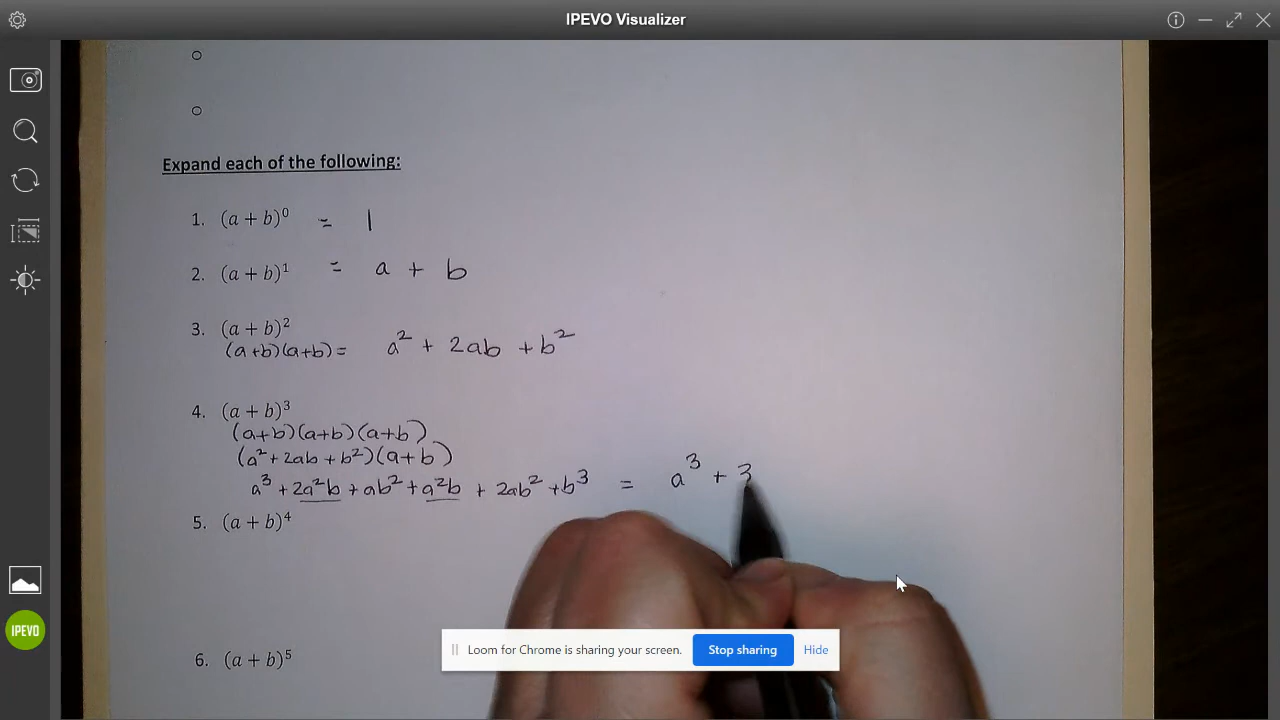 IPEVO Visualizer
Expand each of the following:
1. (a + b)⁰ = 1
2. (a + b)¹ = a + b
3. (a + b)²
(a+b)(a+b) = a² + 2ab + b²
4. (a + b)³
(a+b)(a+b)(a+b)
(a² + 2ab + b²)(a+b)
a³ + 2a²b + ab² + a²b + 2ab² + b³ = a³ + 3
5. (a + b)⁴
IPEVO
Loom for Chrome is sharing your screen. Stop sharing Hide
6. (a + b)⁵